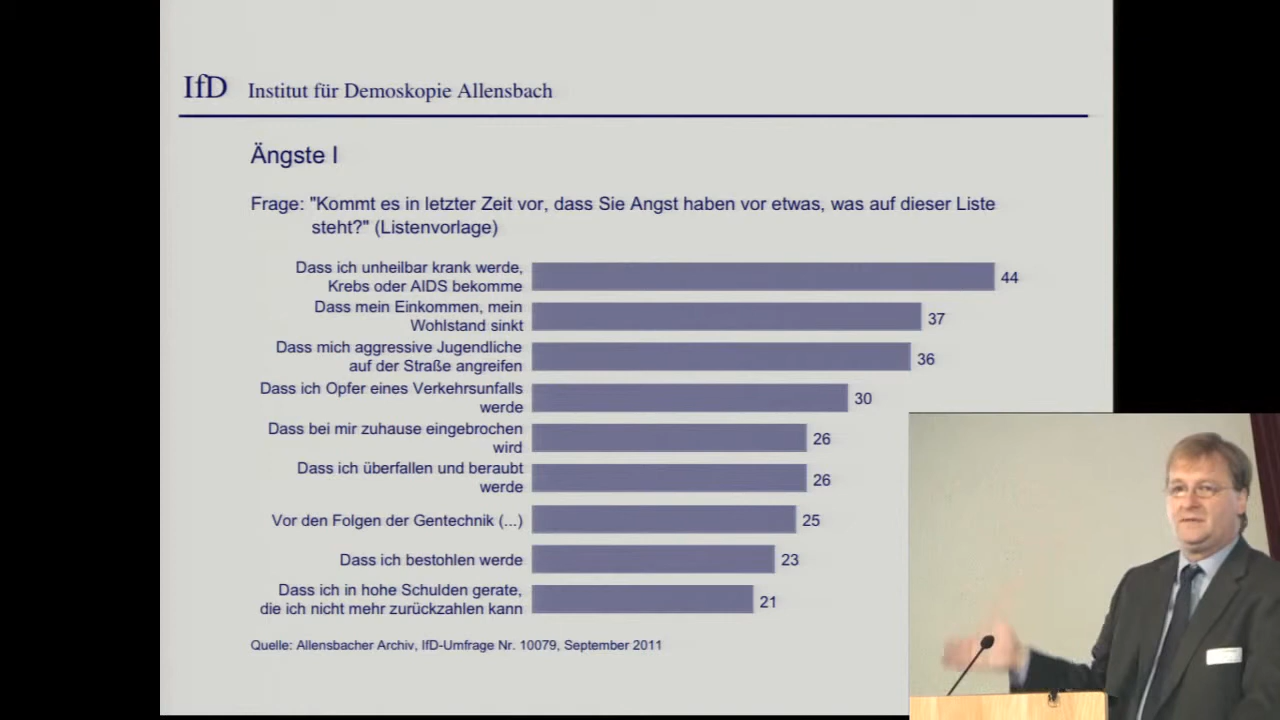 IfD Institut für Demoskopie Allensbach
Ängste I
Frage: "Kommt es in letzter Zeit vor, dass Sie Angst haben vor etwas, was auf dieser Liste
steht?" (Listenvorlage)
Dass ich unheilbar krank werde,
Krebs oder AIDS bekomme
44
Dass mein Einkommen, mein
Wohlstand sinkt
37
Dass mich aggressive Jugendliche
auf der Straße angreifen
36
Dass ich Opfer eines Verkehrsunfalls
werde
30
Dass bei mir zuhause eingebrochen
wird
26
Dass ich überfallen und beraubt
werde
26
Vor den Folgen der Gentechnik (...)
25
Dass ich bestohlen werde
23
Dass ich in hohe Schulden gerate,
die ich nicht mehr zurückzahlen kann
21
Quelle: Allensbacher Archiv, IfD-Umfrage Nr. 10079, September 2011